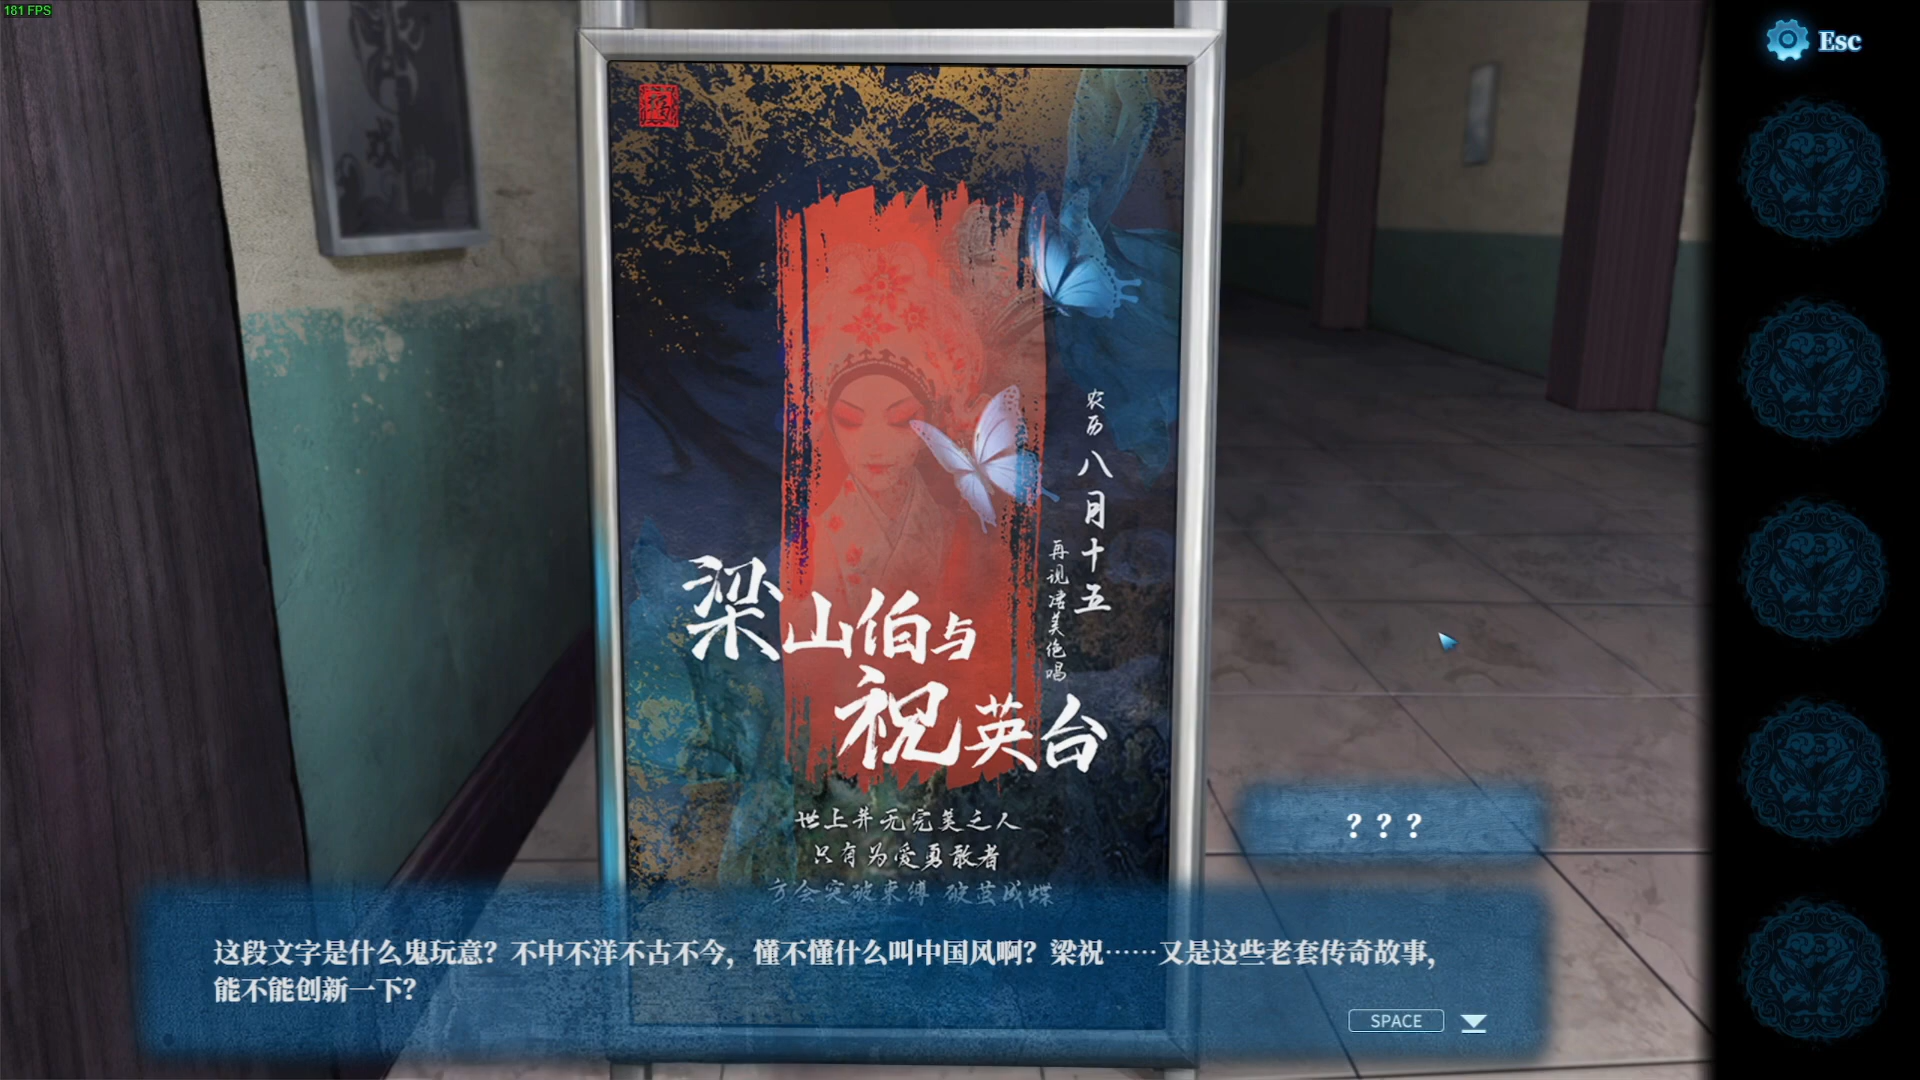 181 FPS
Esc
农历
八月十五
再现凄美绝唱
梁山伯与
祝英台
世上并无完美之人
只有为爱勇敢者
方会突破束缚 破茧成蝶
？？？
这段文字是什么鬼玩意？不中不洋不古不今，懂不懂什么叫中国风啊？梁祝……又是这些老套传奇故事，
能不能创新一下？
SPACE